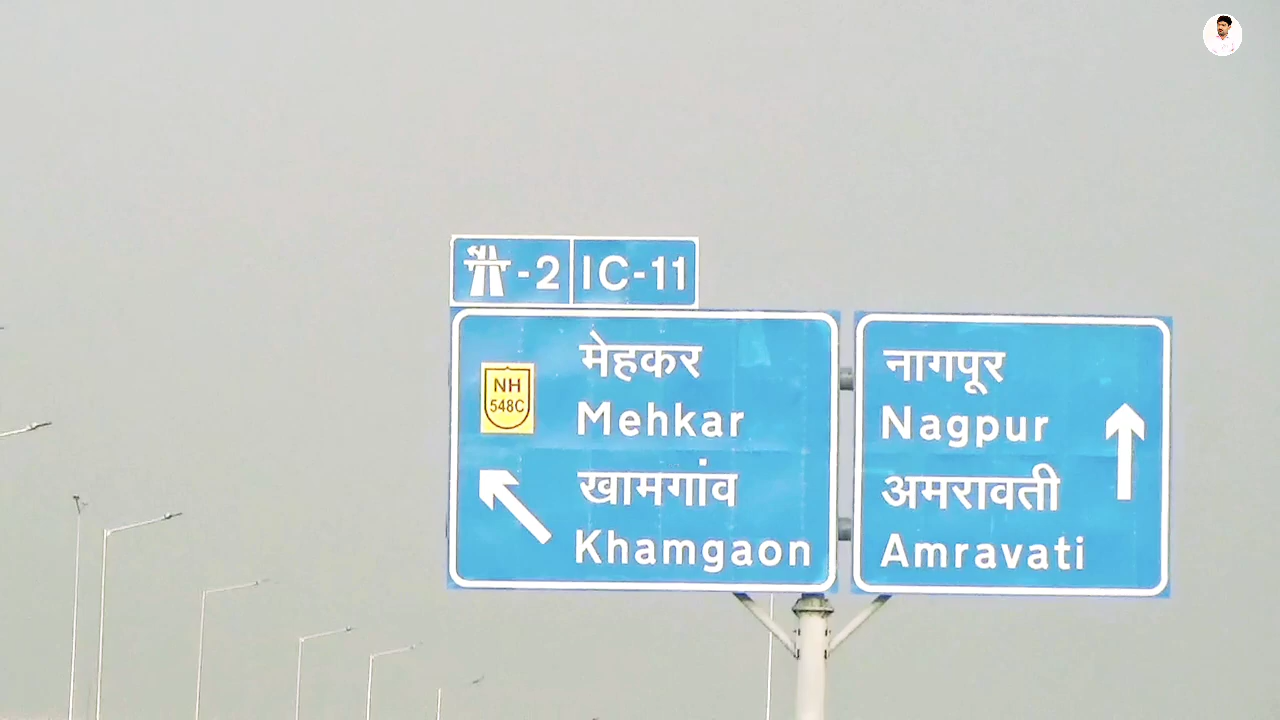 -2 IC-11
NH
548C
मेहकर
Mehkar
खामगांव
Khamgaon
नागपूर
Nagpur
अमरावती
Amravati